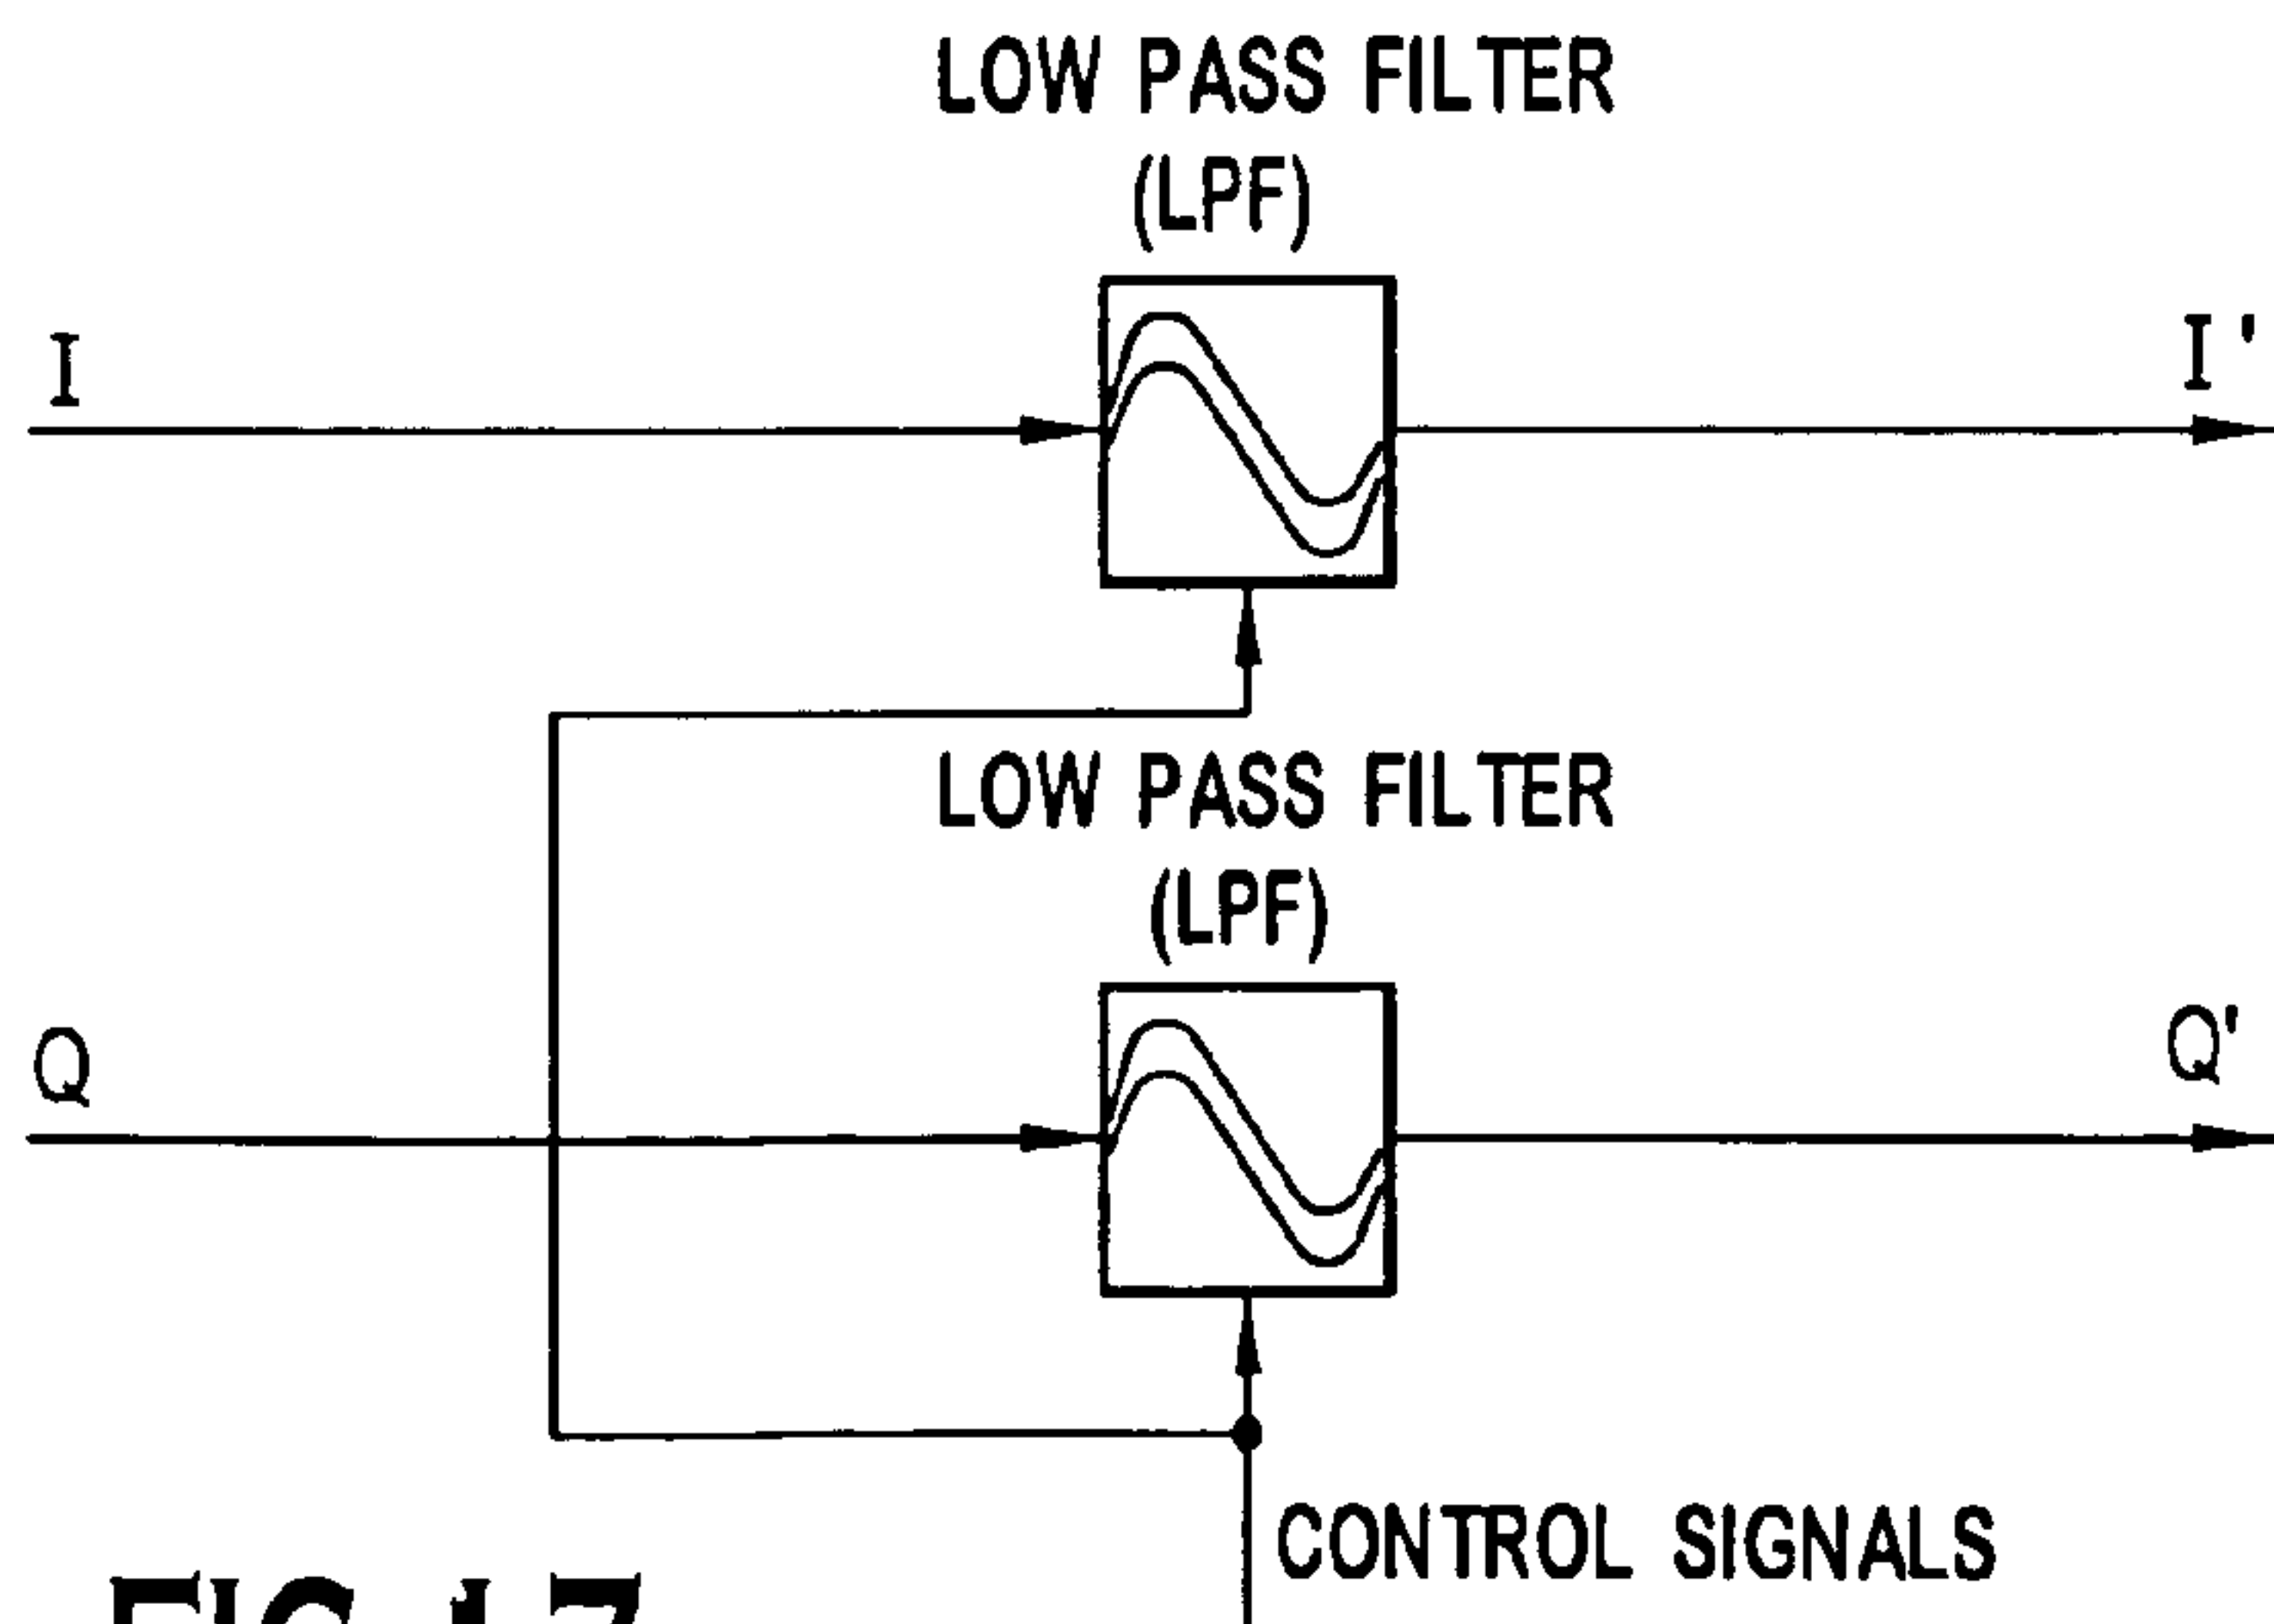 LOW PASS FILTER
(LPF)
I
I'
LOW PASS FILTER
(LPF)
Q
Q'
CONTROL SIGNALS